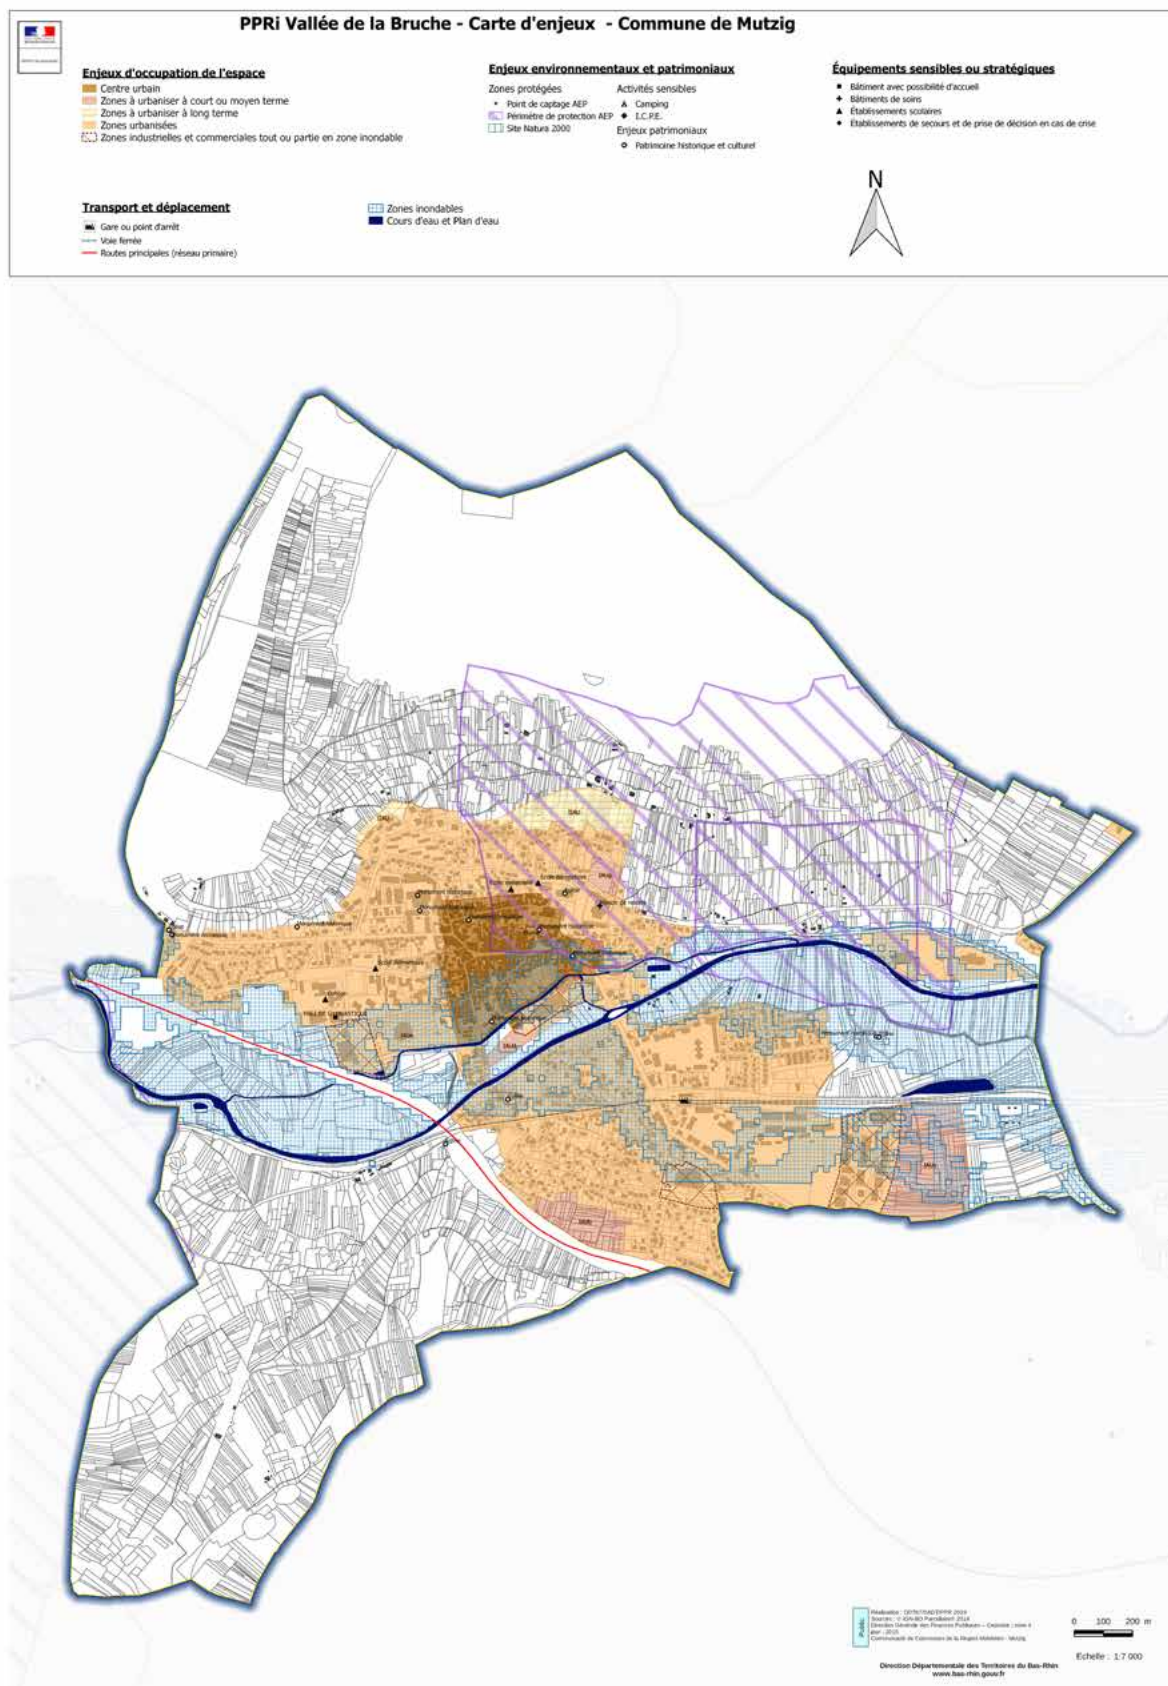 PPRi Vallée de la Bruche - Carte d'enjeux - Commune de Mutzig
Enjeux d'occupation de l'espace
Centre urbain
Zones à urbaniser à court ou moyen terme
Zones à urbaniser à long terme
Zones urbanisées
Zones industrielles et commerciales tout ou partie en zone inondable
Enjeux environnementaux et patrimoniaux
Zones protégées
Point de captage AEP
Périmètre de protection AEP
Site Natura 2000
Activités sensibles
Camping
I.C.P.E.
Enjeux patrimoniaux
Patrimoine historique et culturel
Équipements sensibles ou stratégiques
Bâtiment avec possibilité d'accueil
Bâtiments de soins
Établissements scolaires
Établissements de secours et de prise de décision en cas de crise
Transport et déplacement
Gare ou point d'arrêt
Voie ferrée
Routes principales (réseau primaire)
Zones inondables
Cours d'eau et Plan d'eau
N
Public
0 100 200 m
Echelle : 1:7 000
Direction Départementale des Territoires du Bas-Rhin
www.bas-rhin.gouv.fr